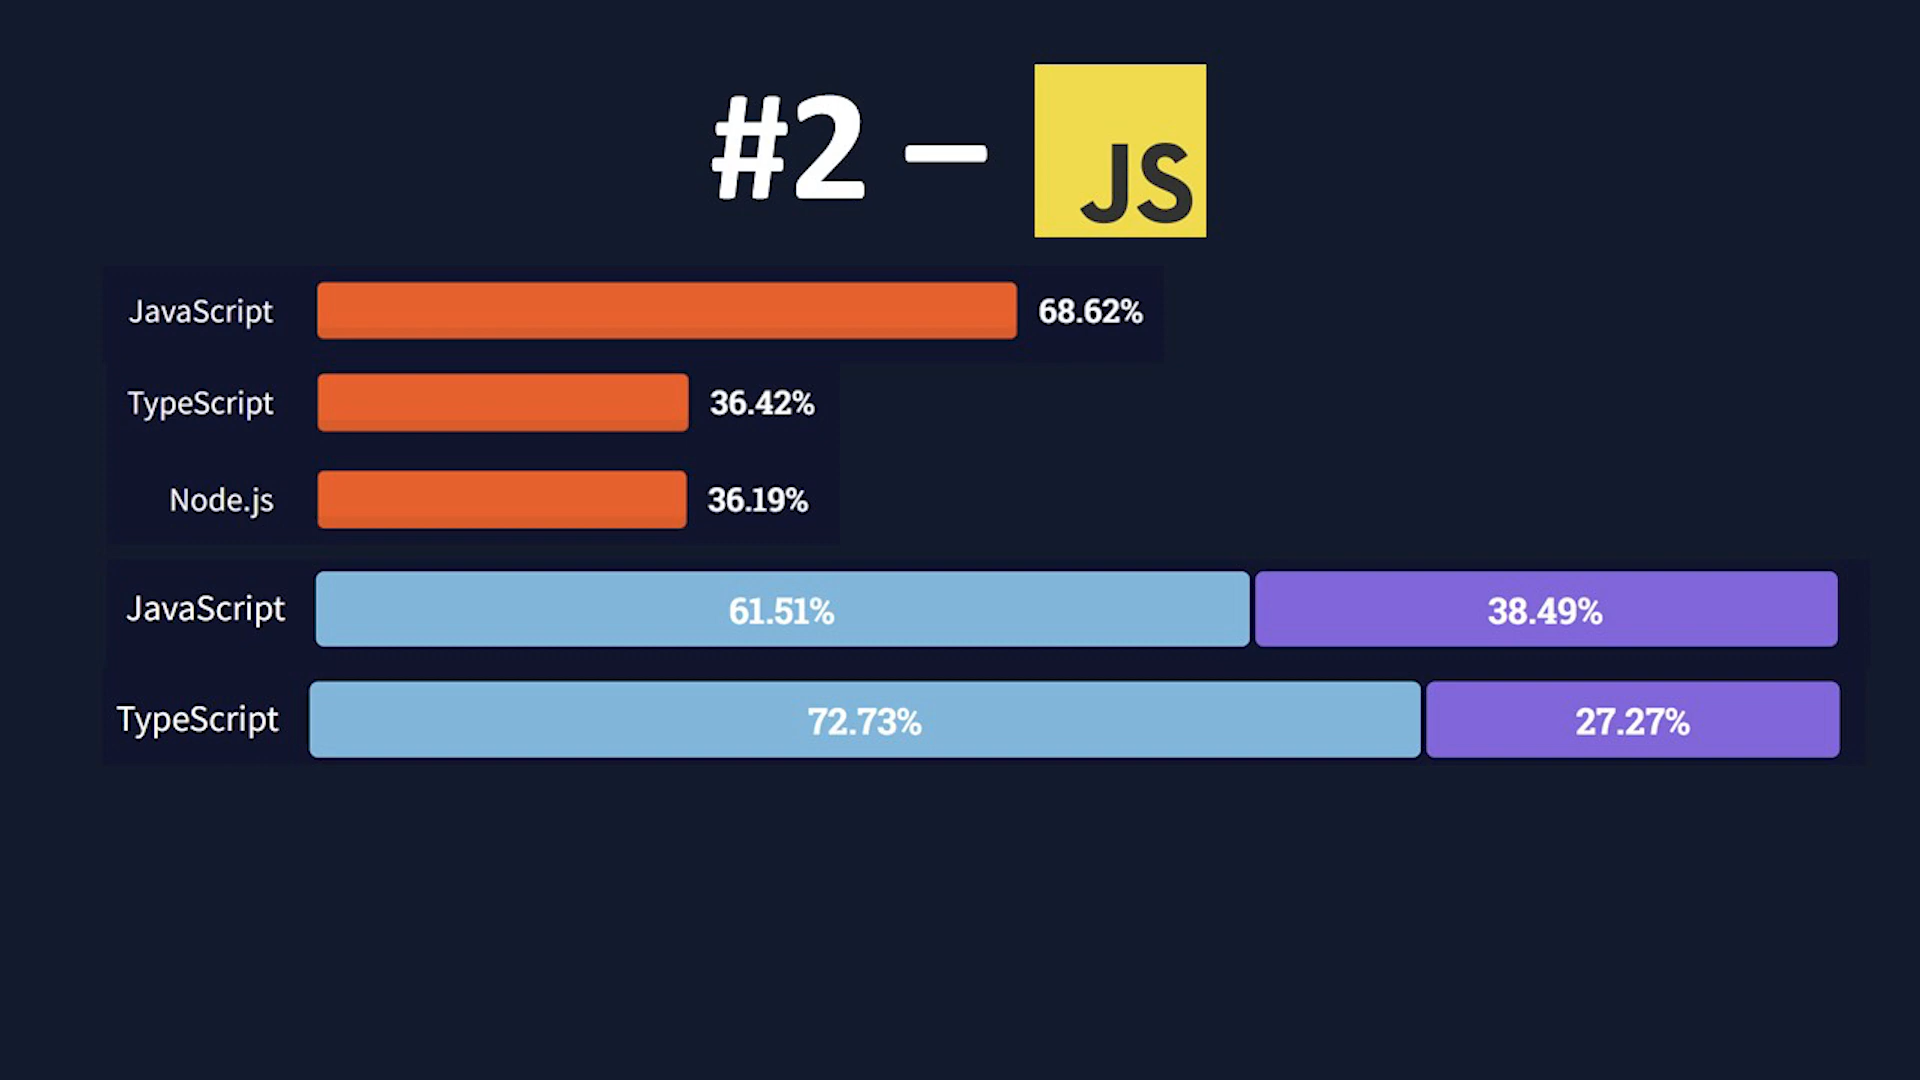 #2 – JS
JavaScript 68.62%
TypeScript 36.42%
Node.js 36.19%
JavaScript 61.51% 38.49%
TypeScript 72.73% 27.27%